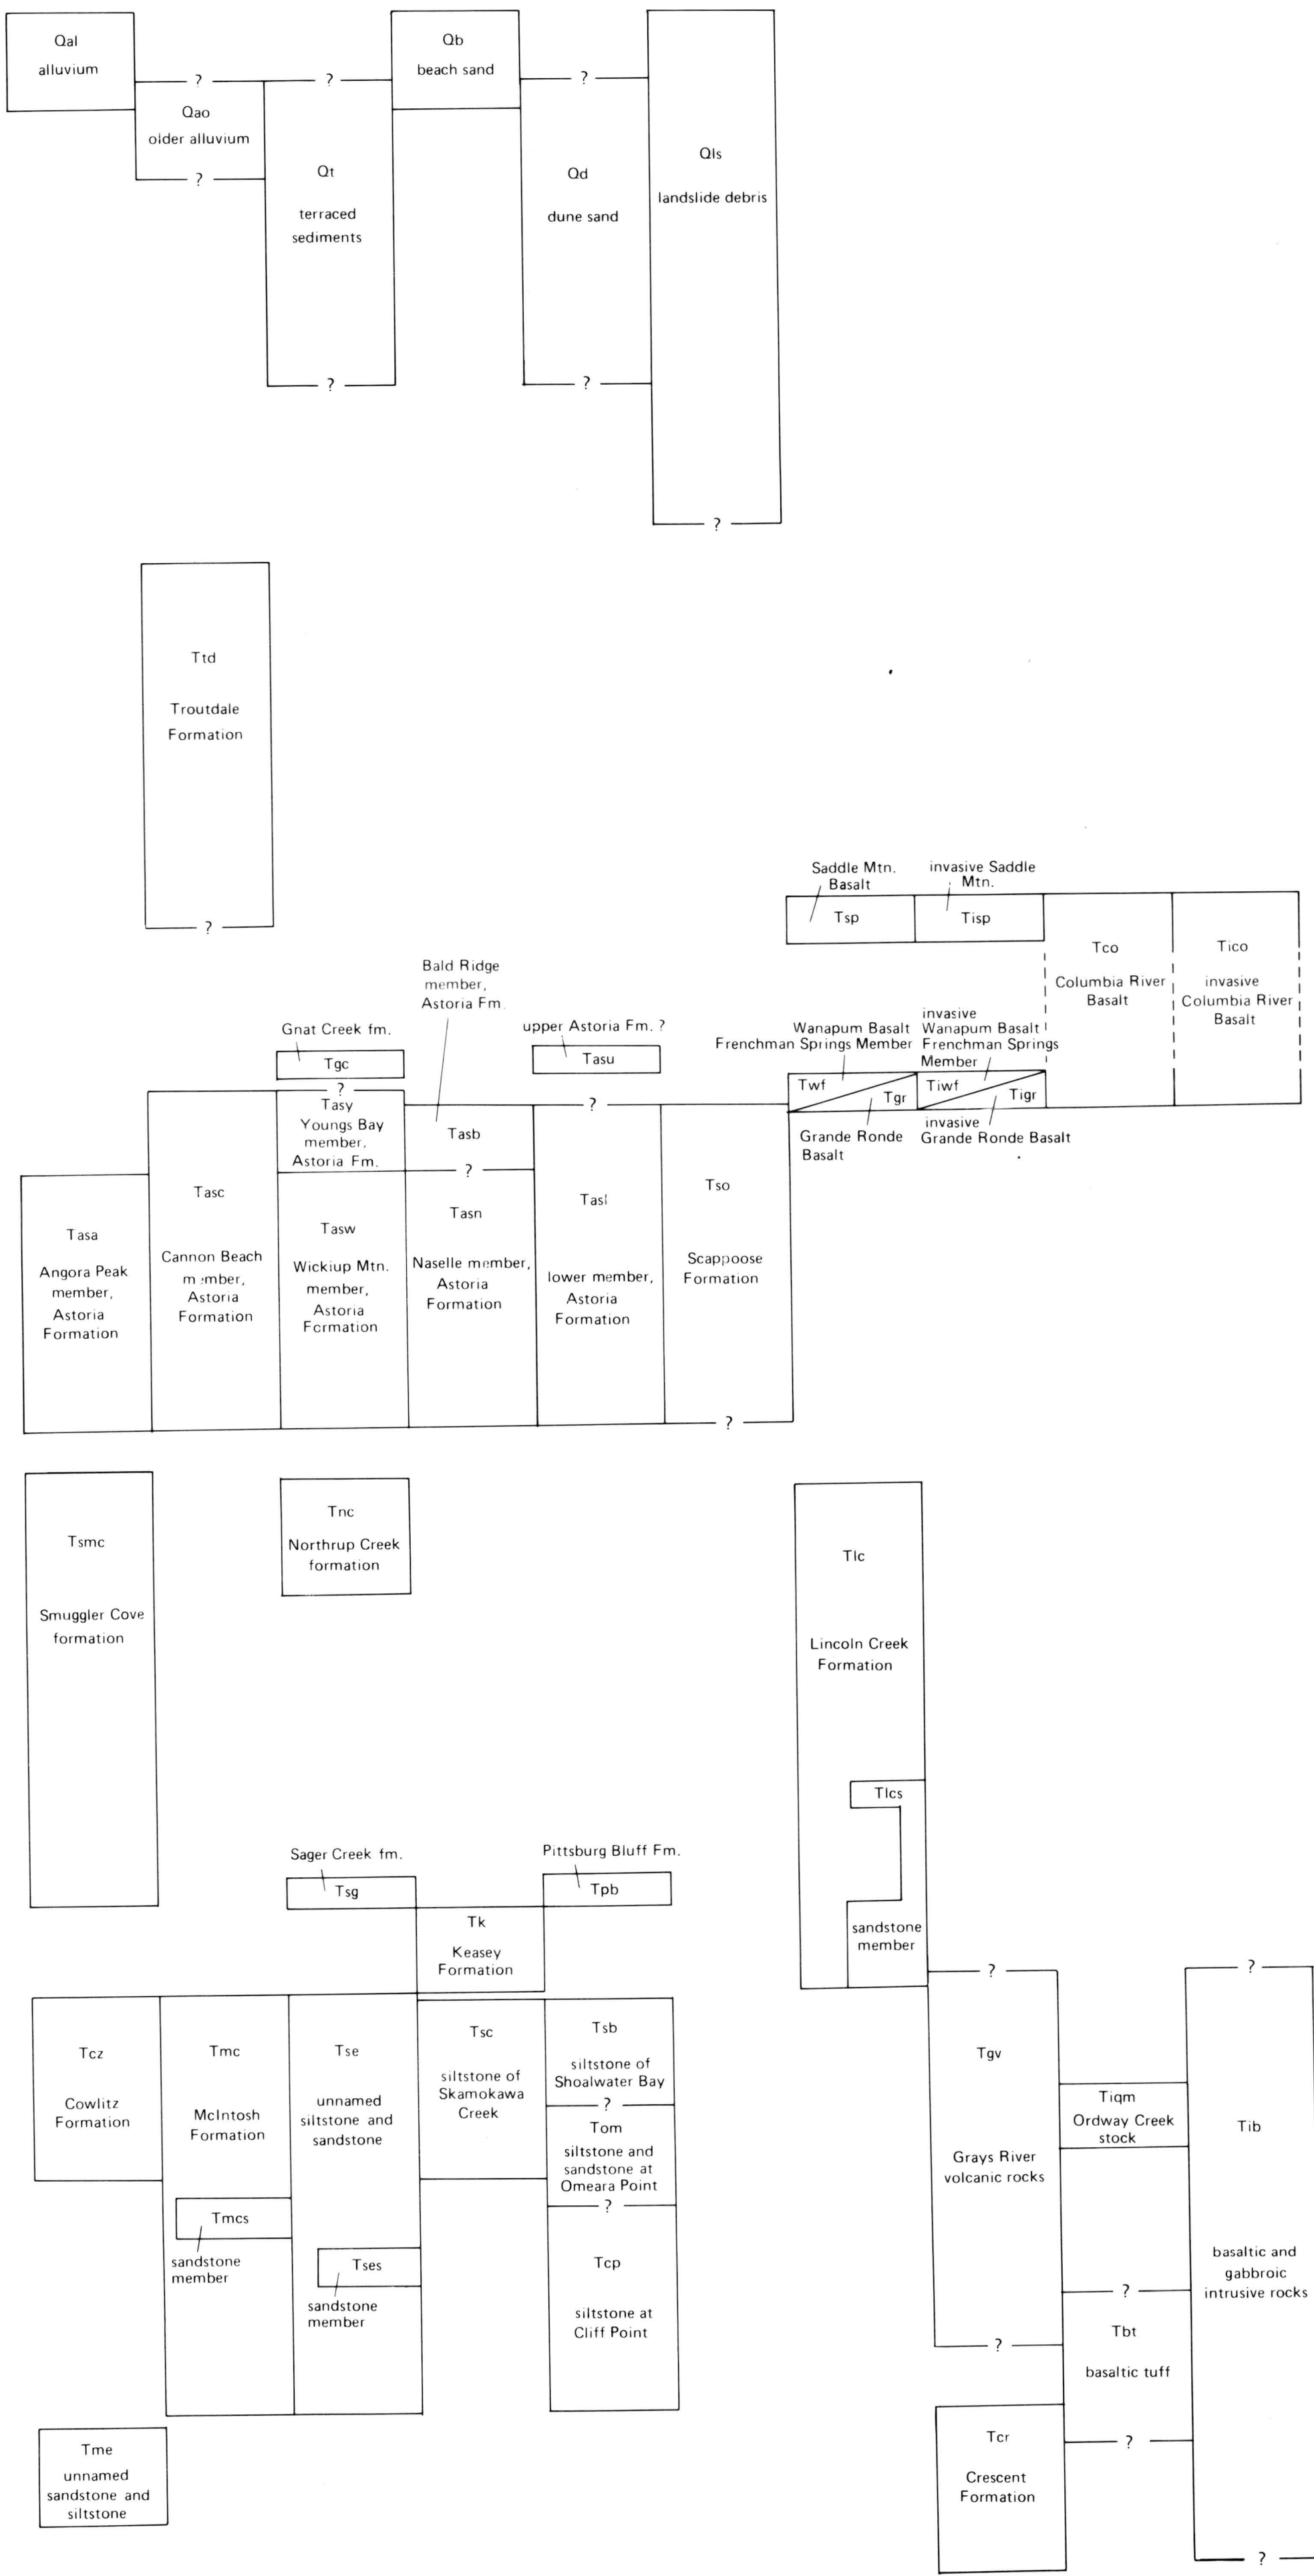 Qal
alluvium
?
Qao
older alluvium
?
?
Qt
terraced
sediments
?
Qb
beach sand
?
Qd
dune sand
?
Qls
landslide debris
?
Ttd
Troutdale
Formation
?
Saddle Mtn.
Basalt
Tsp
invasive Saddle
Mtn.
Tisp
Tco
Columbia River
Basalt
Tico
invasive
Columbia River
Basalt
Wanapum Basalt
Frenchman Springs Member
Twf
Tgr
Grande Ronde
Basalt
invasive
Wanapum Basalt
Frenchman Springs
Member
Tiwf
Tigr
invasive
Grande Ronde Basalt
Gnat Creek fm.
Tgc
?
Tasy
Youngs Bay
member,
Astoria Fm.
Bald Ridge
member,
Astoria Fm.
Tasb
?
upper Astoria Fm. ?
Tasu
?
Tasa
Angora Peak
member,
Astoria
Formation
Tasc
Cannon Beach
member,
Astoria
Formation
Tasw
Wickiup Mtn.
member,
Astoria
Formation
Tasn
Naselle member,
Astoria
Formation
Tasl
lower member,
Astoria
Formation
Tso
Scappoose
Formation
?
Tsmc
Smuggler Cove
formation
Tnc
Northrup Creek
formation
Tlc
Lincoln Creek
Formation
Tlcs
sandstone
member
Sager Creek fm.
Tsg
Pittsburg Bluff Fm.
Tpb
Tk
Keasey
Formation
Tcz
Cowlitz
Formation
Tmc
McIntosh
Formation
Tmcs
sandstone
member
Tse
unnamed
siltstone and
sandstone
Tses
sandstone
member
Tsc
siltstone of
Skamokawa
Creek
Tsb
siltstone of
Shoalwater Bay
?
Tom
siltstone and
sandstone at
Omeara Point
?
Tcp
siltstone at
Cliff Point
Tme
unnamed
sandstone and
siltstone
?
Tgv
Grays River
volcanic rocks
?
Tiqm
Ordway Creek
stock
?
Tbt
basaltic tuff
?
Tcr
Crescent
Formation
?
Tib
basaltic and
gabbroic
intrusive rocks
?